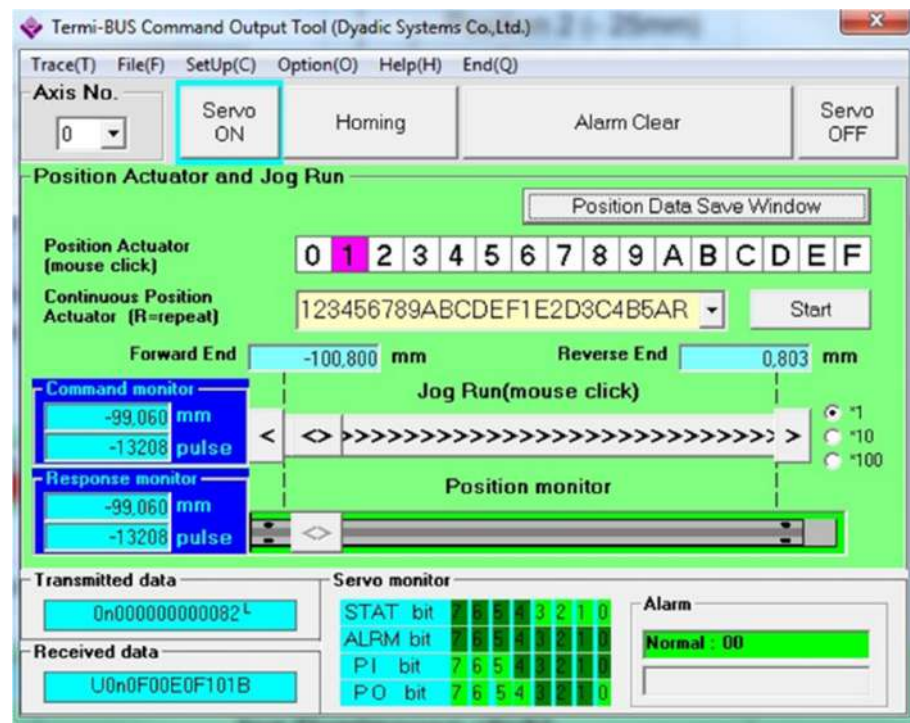 Termi-BUS Command Output Tool (Dyadic Systems Co.,Ltd.)
Trace(T) File(F) SetUp(C) Option(O) Help(H) End(Q)
Axis No.
0
Servo ON
Homing
Alarm Clear
Servo OFF
Position Actuator and Jog Run
Position Data Save Window
Position Actuator
(mouse click)
0 1 2 3 4 5 6 7 8 9 A B C D E F
Continuous Position
Actuator (R=repeat)
123456789ABCDEF1E2D3C4B5AR
Start
Forward End -100,800 mm Reverse End 0,803 mm
Command monitor
-99,060 mm
-13208 pulse
Jog Run(mouse click)
< <> >>>>>>>>>>>>>>>>>>>>>>>>>>>>>>> >
*1
*10
*100
Response monitor
-99,060 mm
-13208 pulse
Position monitor
<>
Transmitted data
0n000000000082└
Received data
U0n0F00E0F101B
Servo monitor
STAT bit 7 6 5 4 3 2 1 0
ALRM bit 7 6 5 4 3 2 1 0
PI bit 7 6 5 4 3 2 1 0
PO bit 7 6 5 4 3 2 1 0
Alarm
Normal : 00